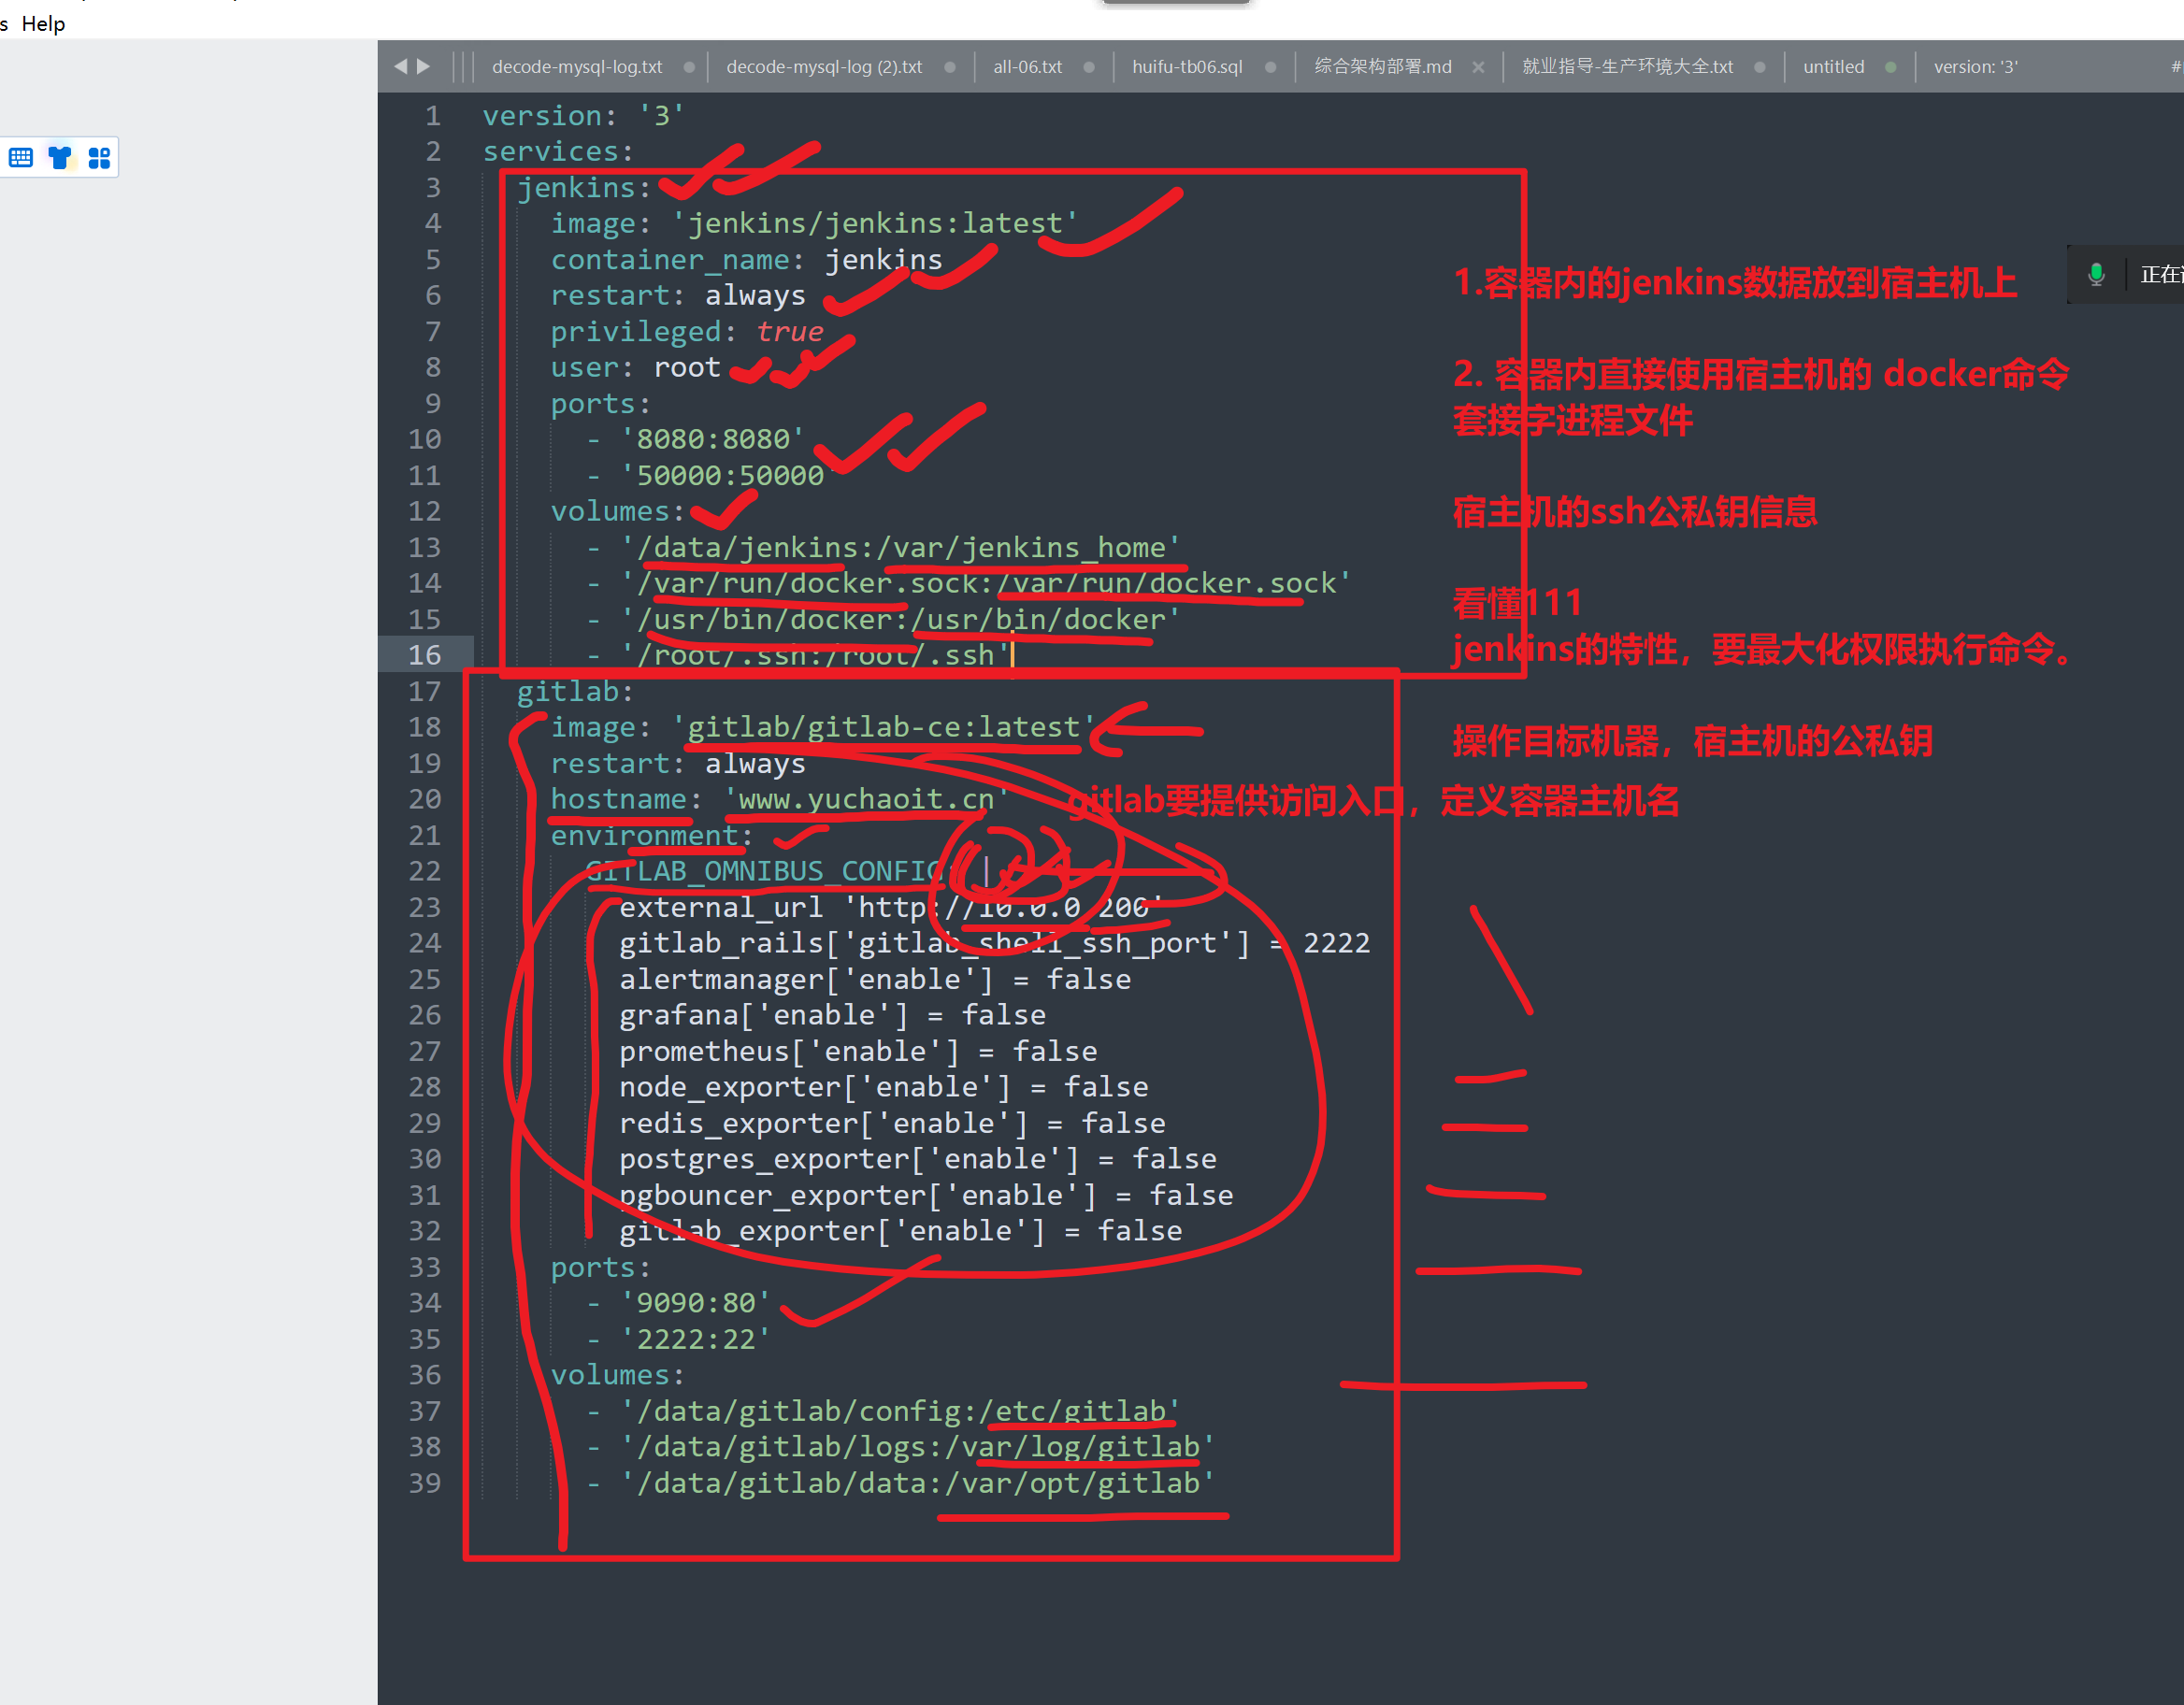 s Help
decode-mysql-log.txt
decode-mysql-log (2).txt
all-06.txt
huifu-tb06.sql
综合架构部署.md
就业指导-生产环境大全.txt
untitled
version: '3'
1 version: '3'
2 services:
3 jenkins:
4 image: 'jenkins/jenkins:latest'
5 container_name: jenkins
6 restart: always
7 privileged: true
8 user: root
9 ports:
10 - '8080:8080'
11 - '50000:50000'
12 volumes:
13 - '/data/jenkins:/var/jenkins_home'
14 - '/var/run/docker.sock:/var/run/docker.sock'
15 - '/usr/bin/docker:/usr/bin/docker'
16 - '/root/.ssh:/root/.ssh'
17 gitlab:
18 image: 'gitlab/gitlab-ce:latest'
19 restart: always
20 hostname: 'www.yuchaoit.cn'
21 environment:
22 GITLAB_OMNIBUS_CONFIG: |
23 external_url 'http://10.0.0.200'
24 gitlab_rails['gitlab_shell_ssh_port'] = 2222
25 alertmanager['enable'] = false
26 grafana['enable'] = false
27 prometheus['enable'] = false
28 node_exporter['enable'] = false
29 redis_exporter['enable'] = false
30 postgres_exporter['enable'] = false
31 pgbouncer_exporter['enable'] = false
32 gitlab_exporter['enable'] = false
33 ports:
34 - '9090:80'
35 - '2222:22'
36 volumes:
37 - '/data/gitlab/config:/etc/gitlab'
38 - '/data/gitlab/logs:/var/log/gitlab'
39 - '/data/gitlab/data:/var/opt/gitlab'
1.容器内的jenkins数据放到宿主机上
2. 容器内直接使用宿主机的 docker命令
套接字进程文件
宿主机的ssh公私钥信息
看懂111
jenkins的特性，要最大化权限执行命令。
操作目标机器，宿主机的公私钥
gitlab要提供访问入口，定义容器主机名
正在